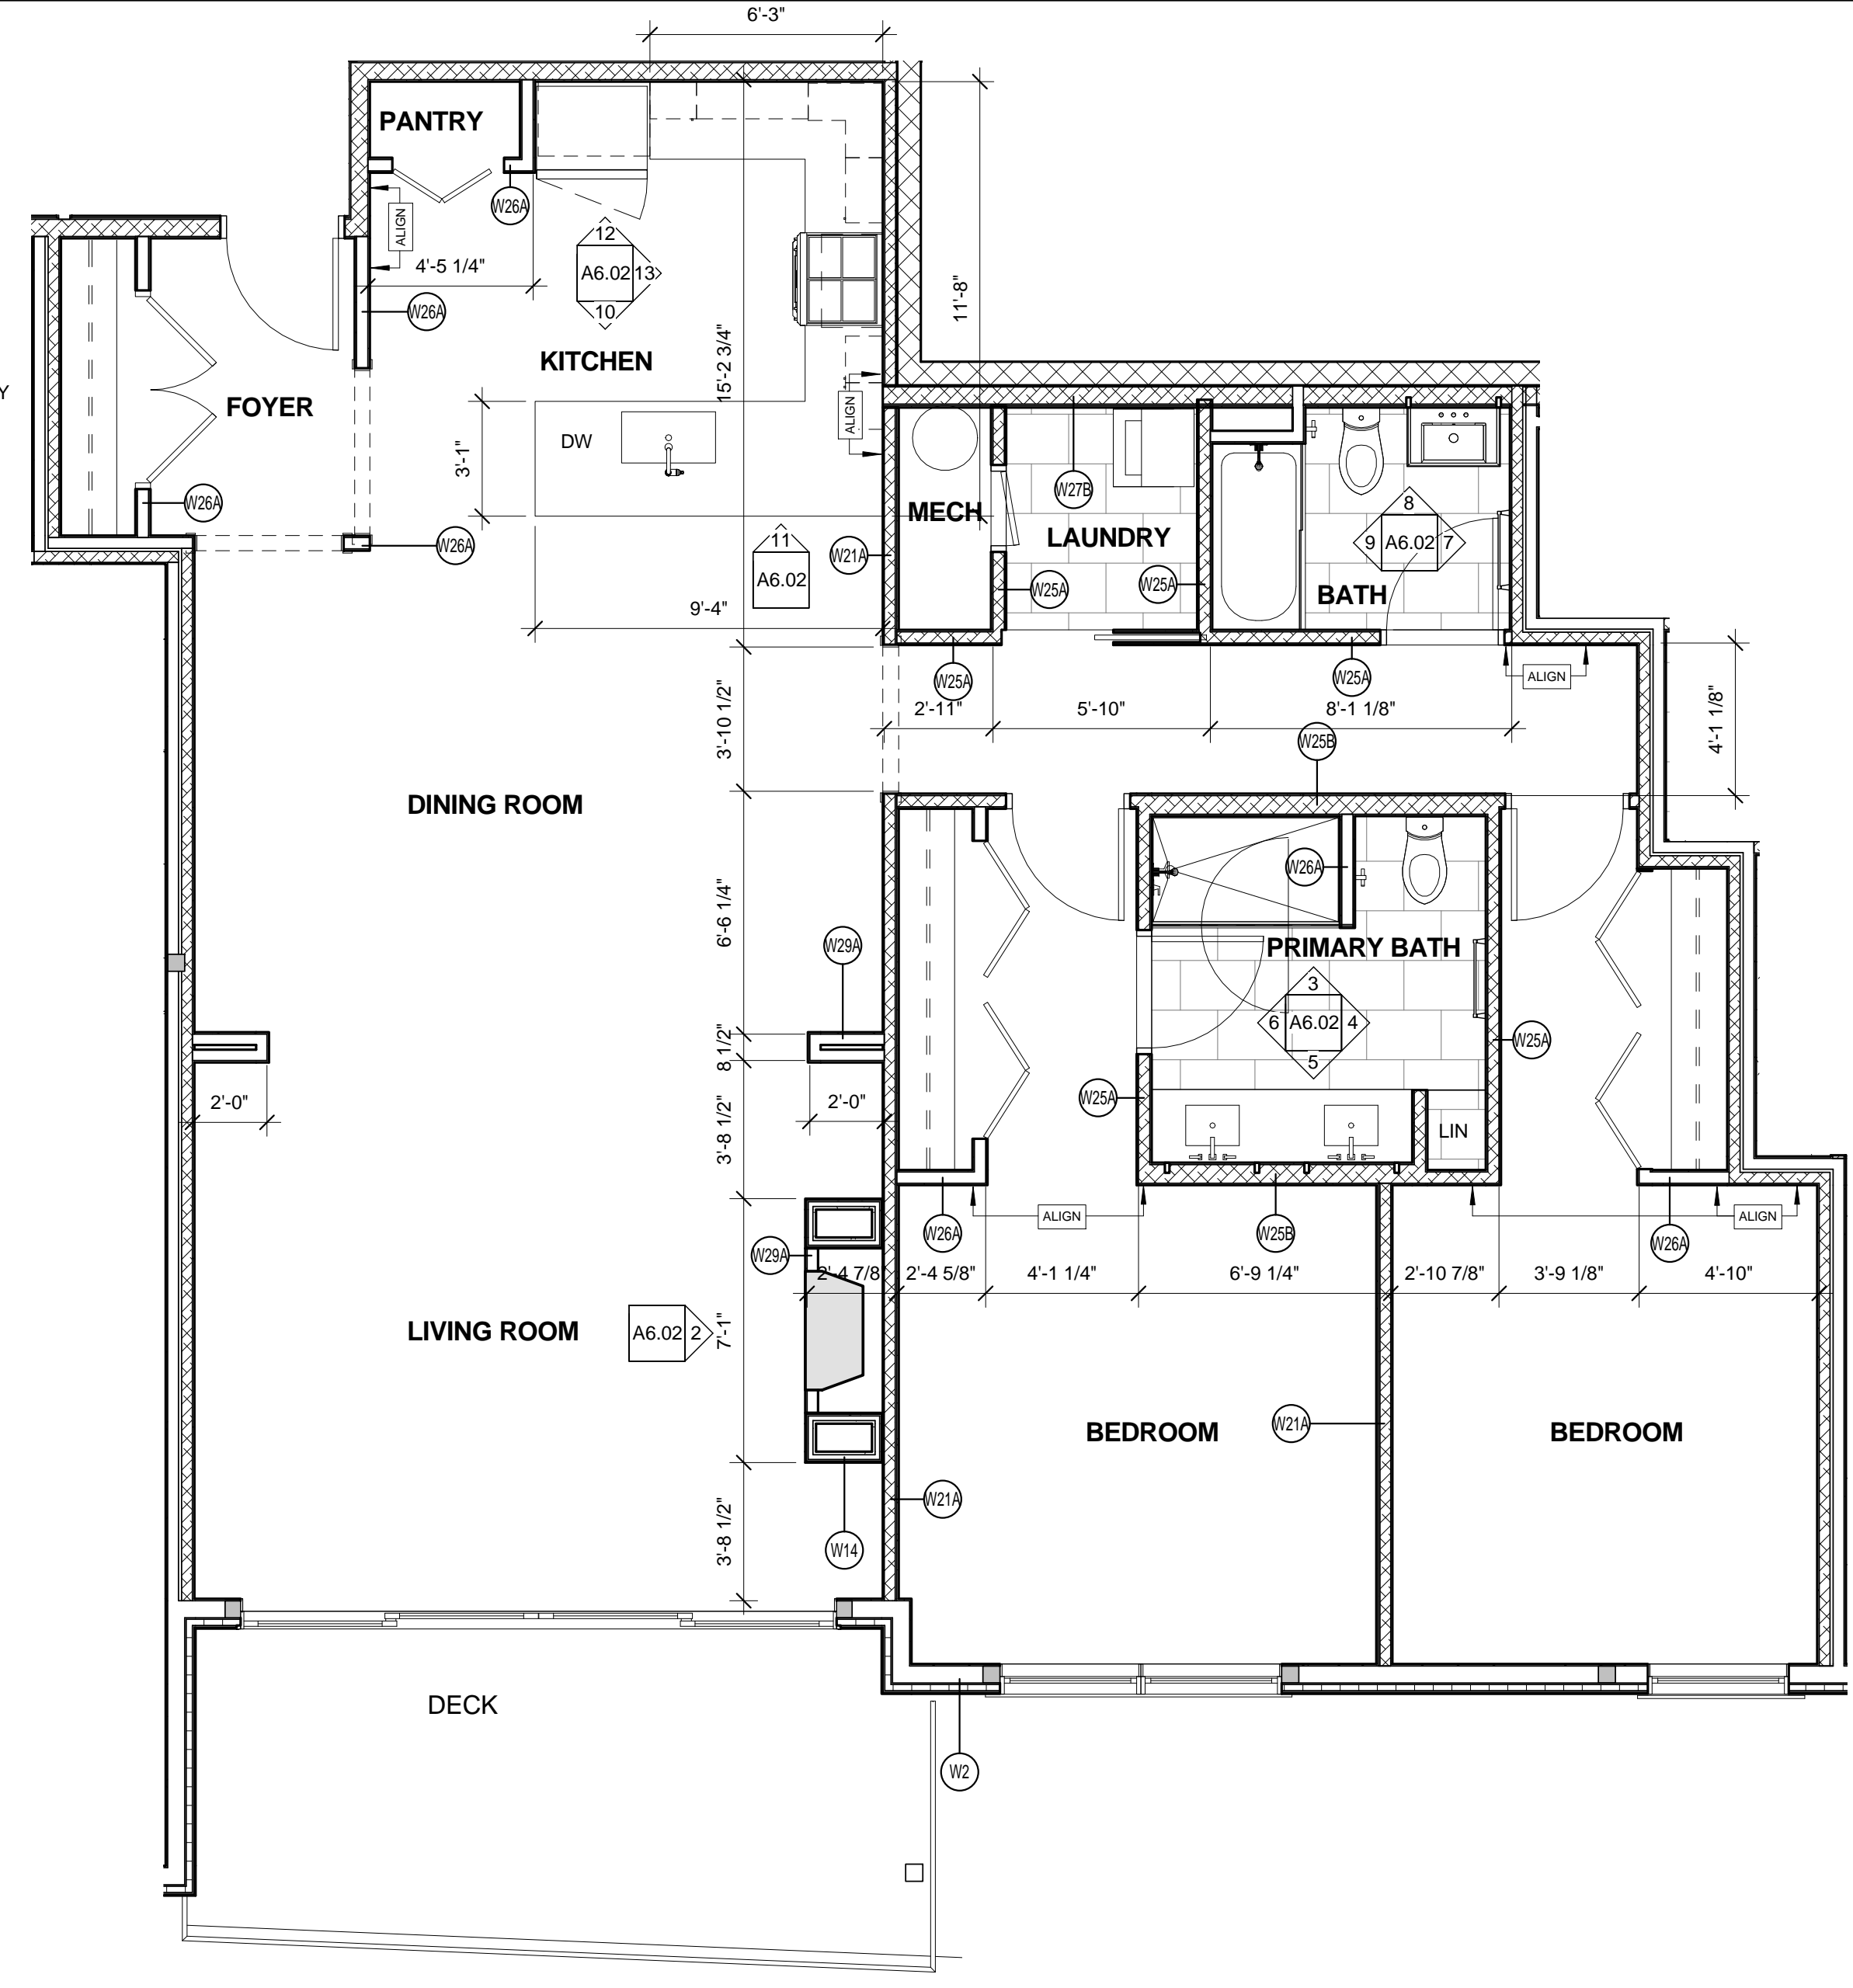 6'-3"
PANTRY
W26A
ALIGN
4'-5 1/4"
12
A6.02 13
10
W26A
11'-8"
15'-2 3/4"
KITCHEN
Y
FOYER
ALIGN
DW
3'-1"
W26A
W26A
W27B
MECH
LAUNDRY
8
9 A6.02 7
11
A6.02
W21A
W25A
W25A
BATH
9'-4"
W25A
W25A
ALIGN
2'-11"
5'-10"
8'-1 1/8"
4'-1 1/8"
3'-10 1/2"
W25B
DINING ROOM
W26A
6'-6 1/4"
W29A
PRIMARY BATH
3
6 A6.02 4
5
W25A
8 1/2"
2'-0"
2'-0"
3'-8 1/2"
W25A
LIN
ALIGN
ALIGN
W26A
W25B
W26A
W29A
2'-4 7/8"
2'-4 5/8"
4'-1 1/4"
6'-9 1/4"
2'-10 7/8"
3'-9 1/8"
4'-10"
LIVING ROOM
A6.02 2
7'-1"
BEDROOM
W21A
BEDROOM
W21A
3'-8 1/2"
W14
DECK
W2